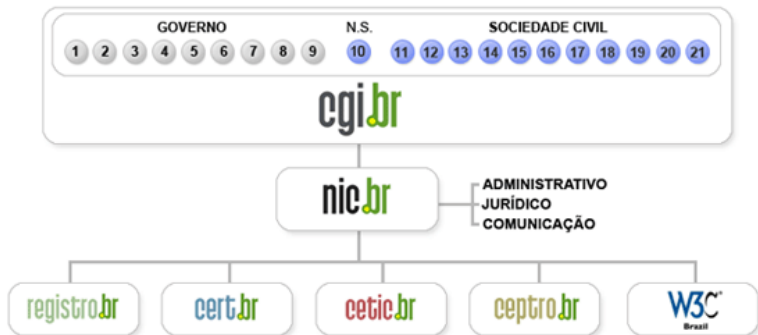 GOVERNO N.S. SOCIEDADE CIVIL
1 2 3 4 5 6 7 8 9 10 11 12 13 14 15 16 17 18 19 20 21
cgi.br
nic.br
ADMINISTRATIVO
JURÍDICO
COMUNICAÇÃO
registro.br cert.br cetic.br ceptro.br W3C®
Brazil